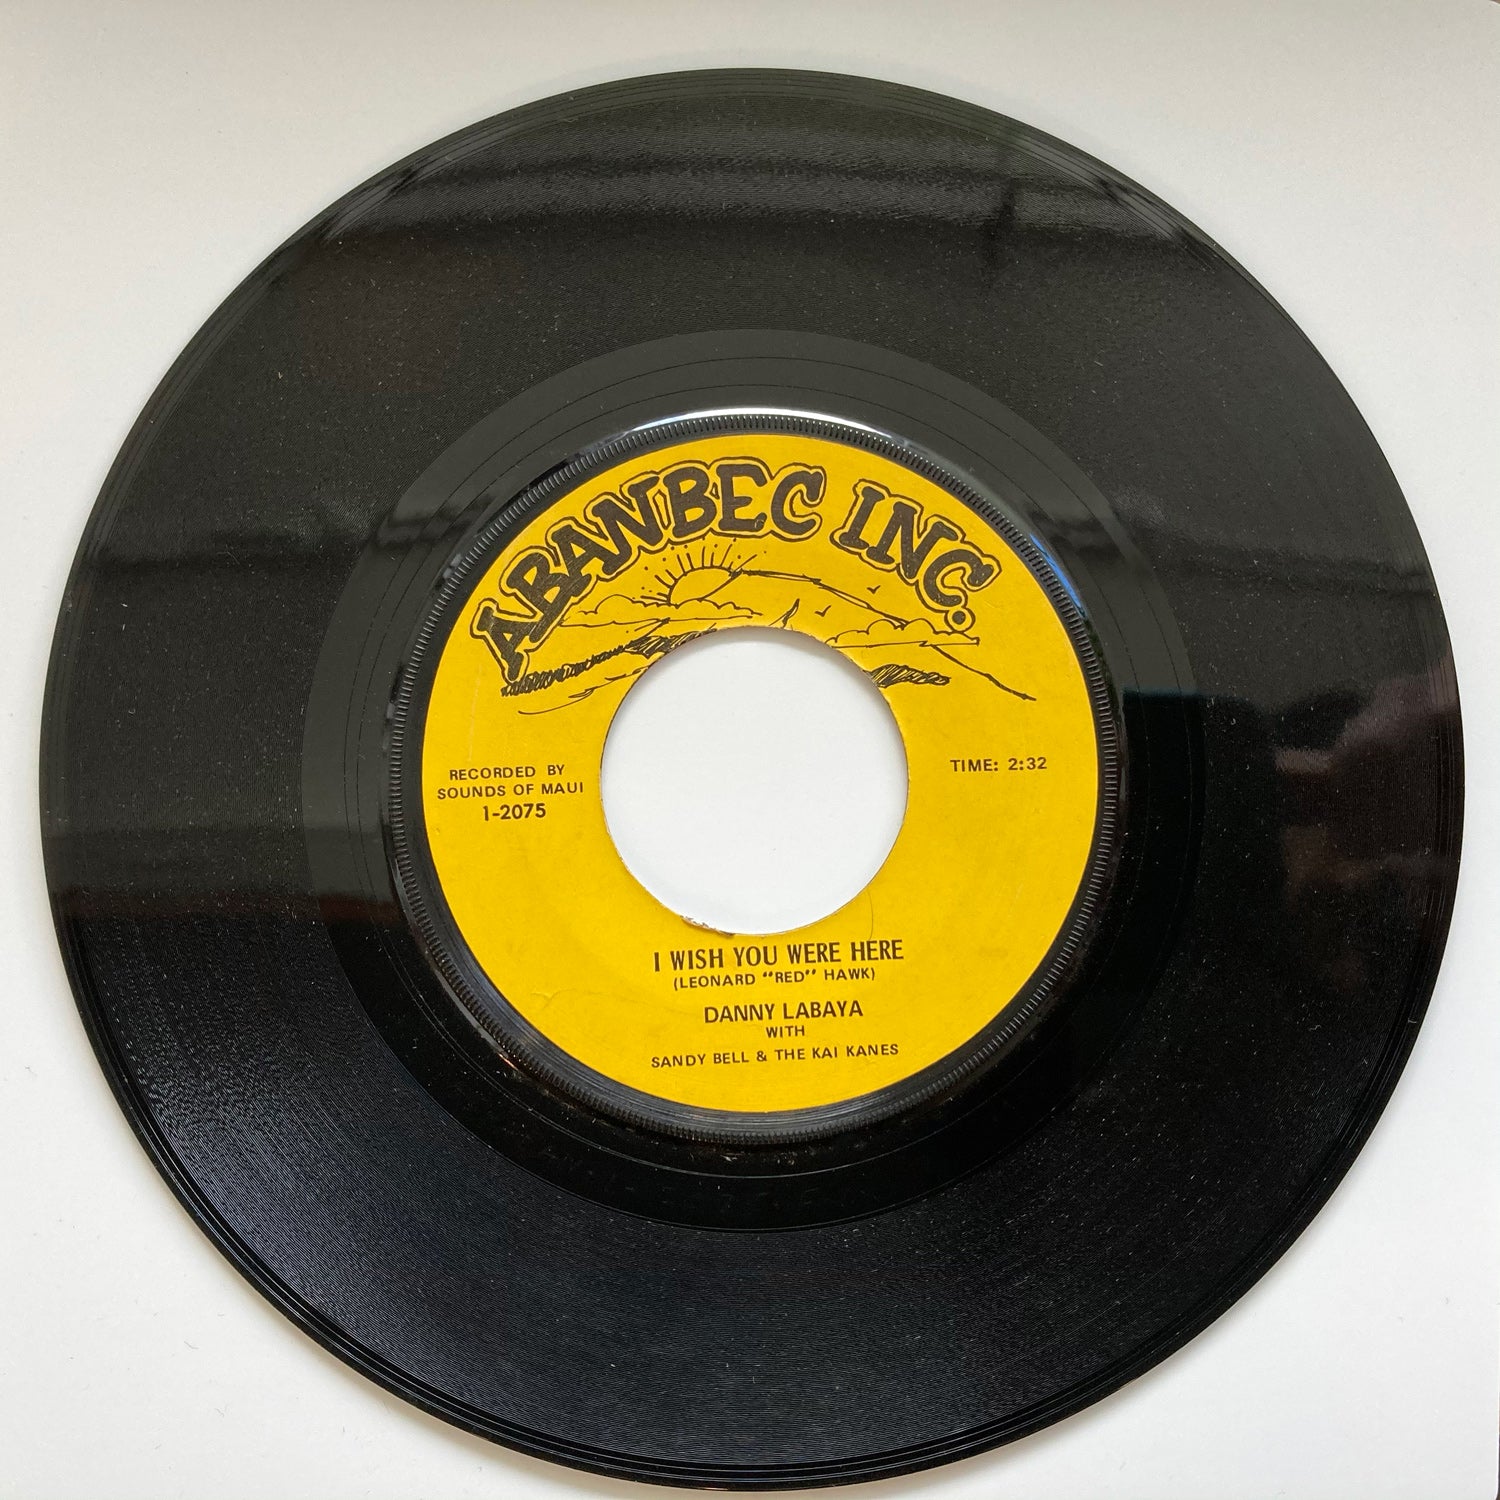 ABANBEC INC.
RECORDED BY
SOUNDS OF MAUI
1-2075
TIME: 2:32
I WISH YOU WERE HERE
(LEONARD "RED" HAWK)
DANNY LABAYA
WITH
SANDY BELL & THE KAI KANES